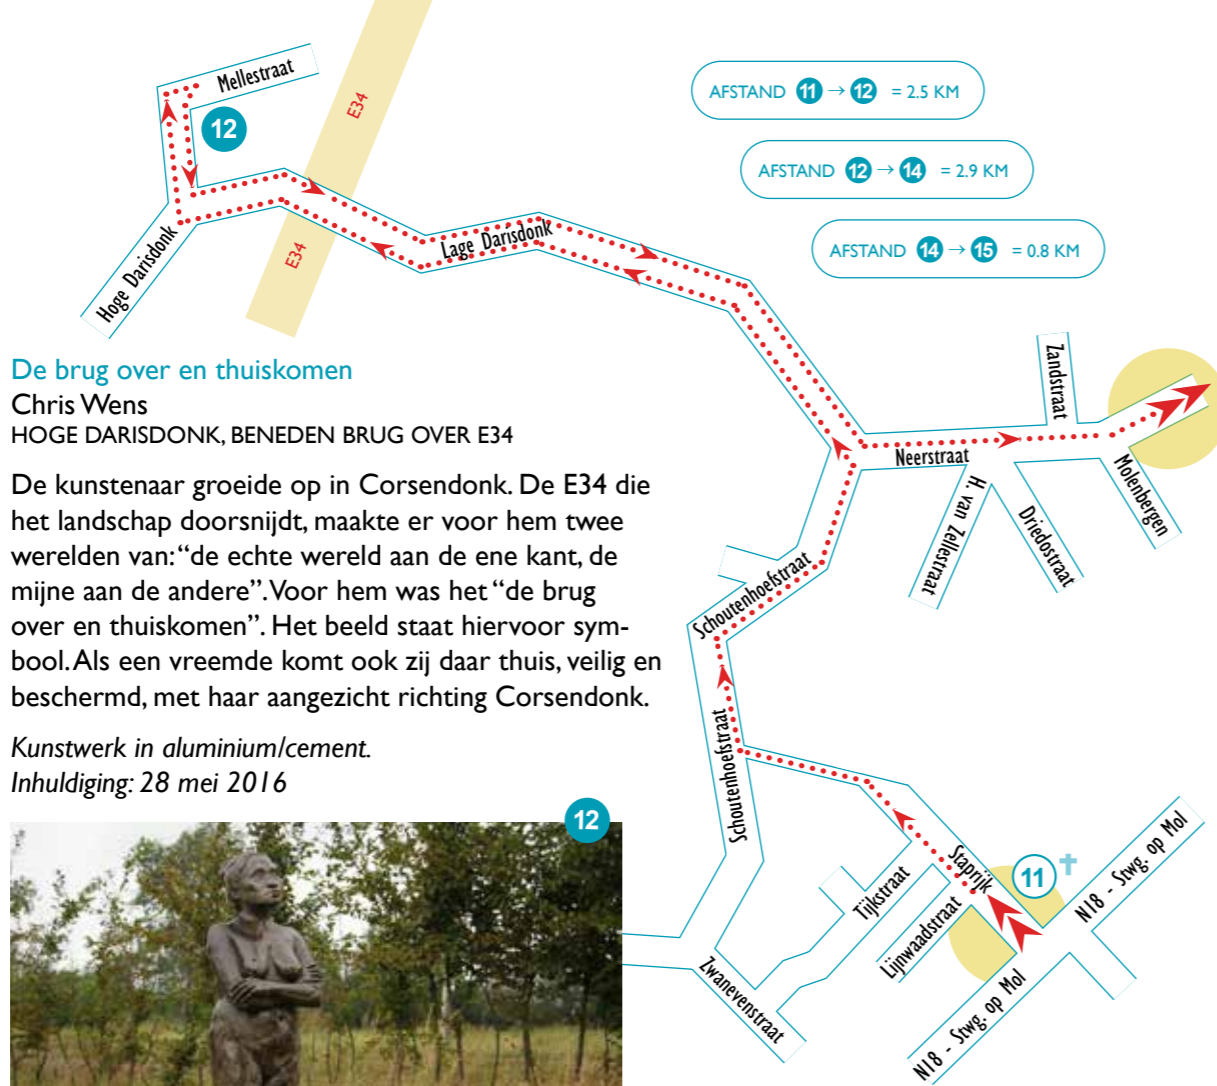 Mellestraat
E34
12
AFSTAND 11 → 12 = 2.5 KM
AFSTAND 12 → 14 = 2.9 KM
AFSTAND 14 → 15 = 0.8 KM
Hoge Darisdonk
E34
Lage Darisdonk
De brug over en thuiskomen
Chris Wens
HOGE DARISDONK, BENEDEN BRUG OVER E34
De kunstenaar groeide op in Corsendonk. De E34 die
het landschap doorsnijdt, maakte er voor hem twee
werelden van: “de echte wereld aan de ene kant, de
mijne aan de andere”. Voor hem was het “de brug
over en thuiskomen”. Het beeld staat hiervoor sym-
bool. Als een vreemde komt ook zij daar thuis, veilig en
beschermd, met haar aangezicht richting Corsendonk.
Kunstwerk in aluminium/cement.
Inhuldiging: 28 mei 2016
12
Zandstraat
Neerstraat
Molenbergen
H. van Zellestraat
Driedostraat
Schoutenhoefstraat
Schoutenhoefstraat
Staprijk
11
N18 - Stwg. op Mol
Tijkstraat
Lijnwaadstraat
Zwanevenstraat
N18 - Stwg. op Mol